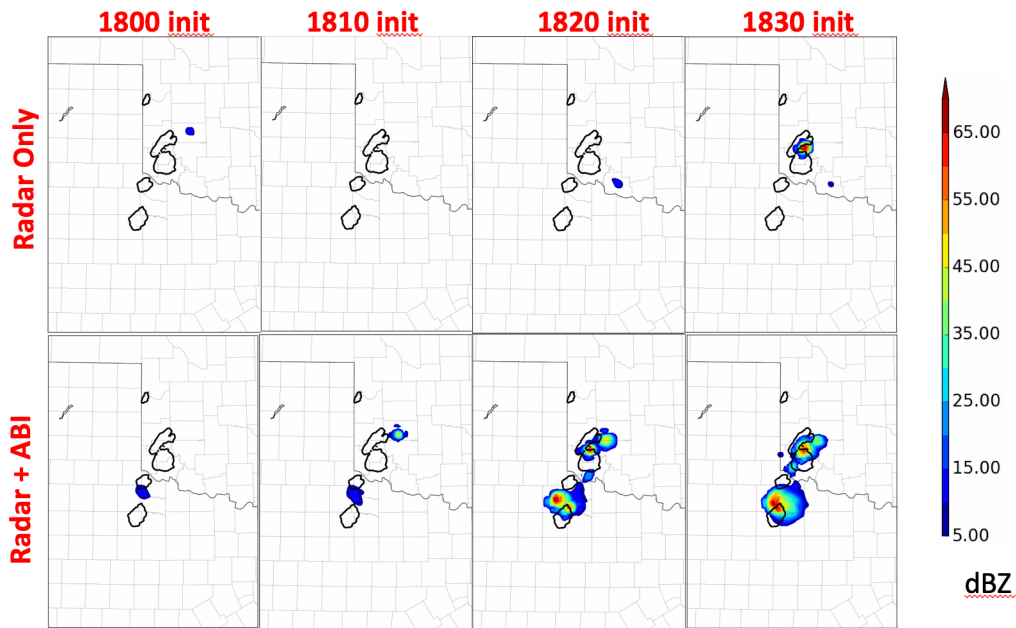 1800 init
1810 init
1820 init
1830 init
Radar Only
Radar + ABI
65.00
55.00
45.00
35.00
25.00
15.00
5.00
dBZ